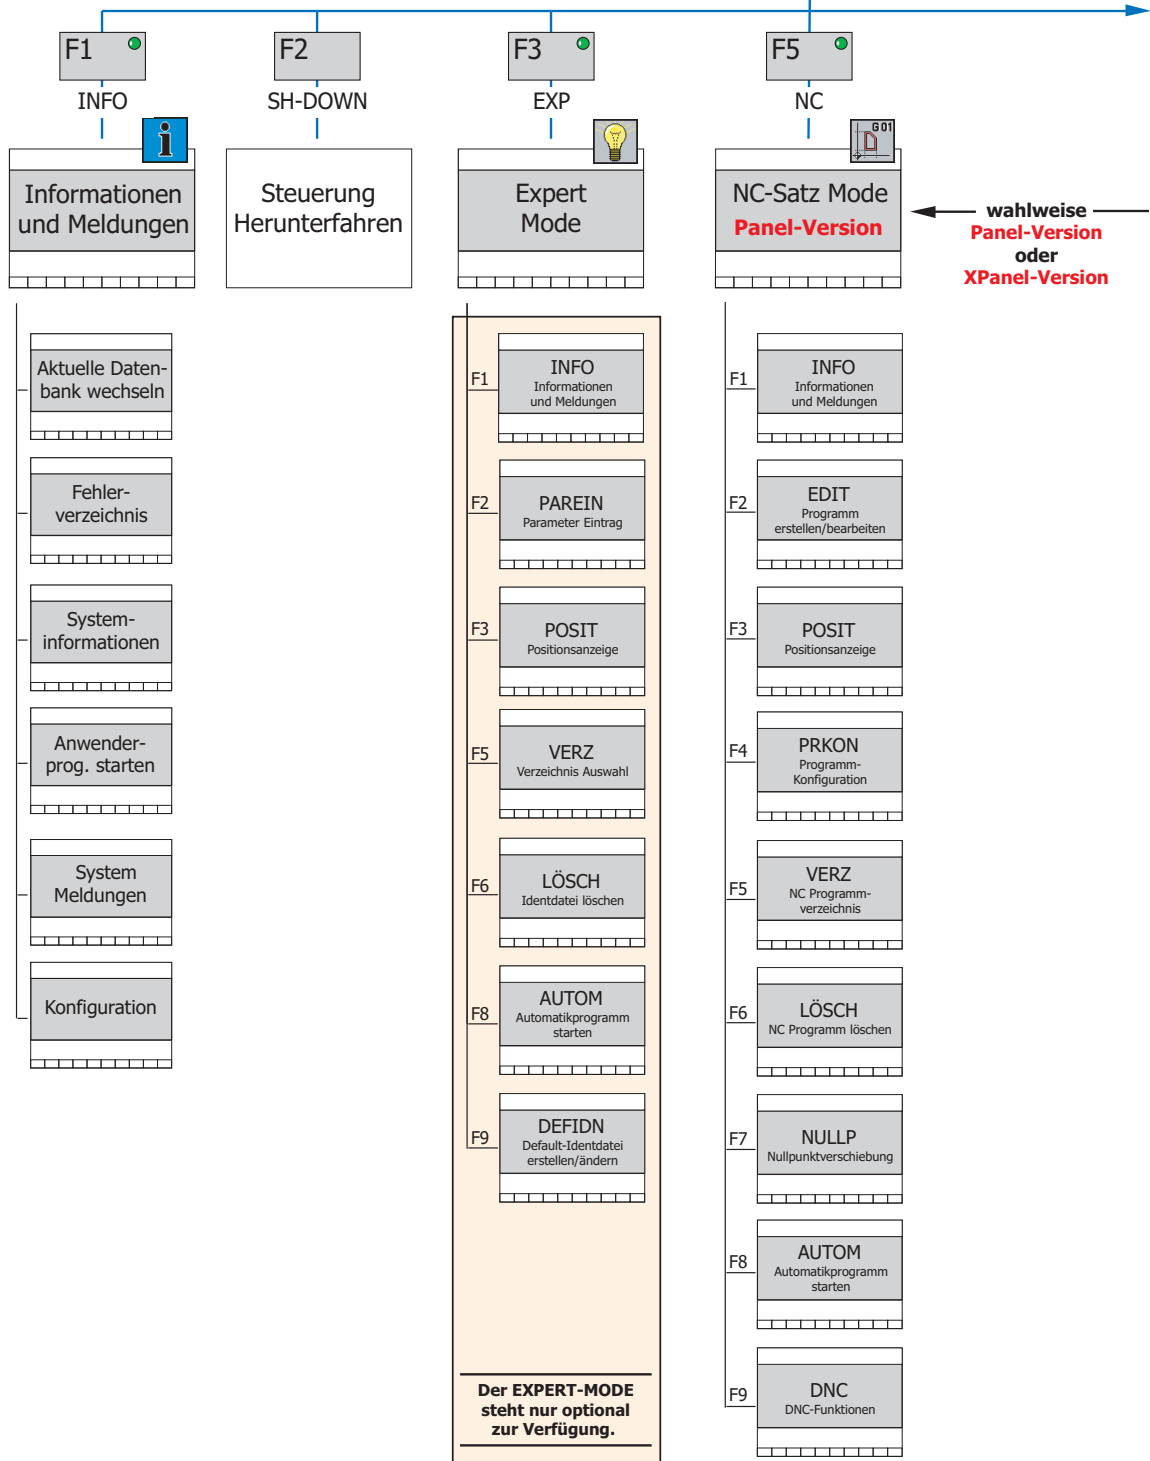 F1
INFO
Informationen
und Meldungen
Aktuelle Daten-
bank wechseln
Fehler-
verzeichnis
System-
informationen
Anwender-
prog. starten
System
Meldungen
Konfiguration
F2
SH-DOWN
Steuerung
Herunterfahren
F3
EXP
Expert
Mode
F1
INFO
Informationen
und Meldungen
F2
PAREIN
Parameter Eintrag
F3
POSIT
Positionsanzeige
F5
VERZ
Verzeichnis Auswahl
F6
LÖSCH
Identdatei löschen
F8
AUTOM
Automatikprogramm
starten
F9
DEFIDN
Default-Identdatei
erstellen/ändern
Der EXPERT-MODE
steht nur optional
zur Verfügung.
F5
NC
G01
NC-Satz Mode
Panel-Version
wahlweise
Panel-Version
oder
XPanel-Version
F1
INFO
Informationen
und Meldungen
F2
EDIT
Programm
erstellen/bearbeiten
F3
POSIT
Positionsanzeige
F4
PRKON
Programm-
Konfiguration
F5
VERZ
NC Programm-
verzeichnis
F6
LÖSCH
NC Programm löschen
F7
NULLP
Nullpunktverschiebung
F8
AUTOM
Automatikprogramm
starten
F9
DNC
DNC-Funktionen